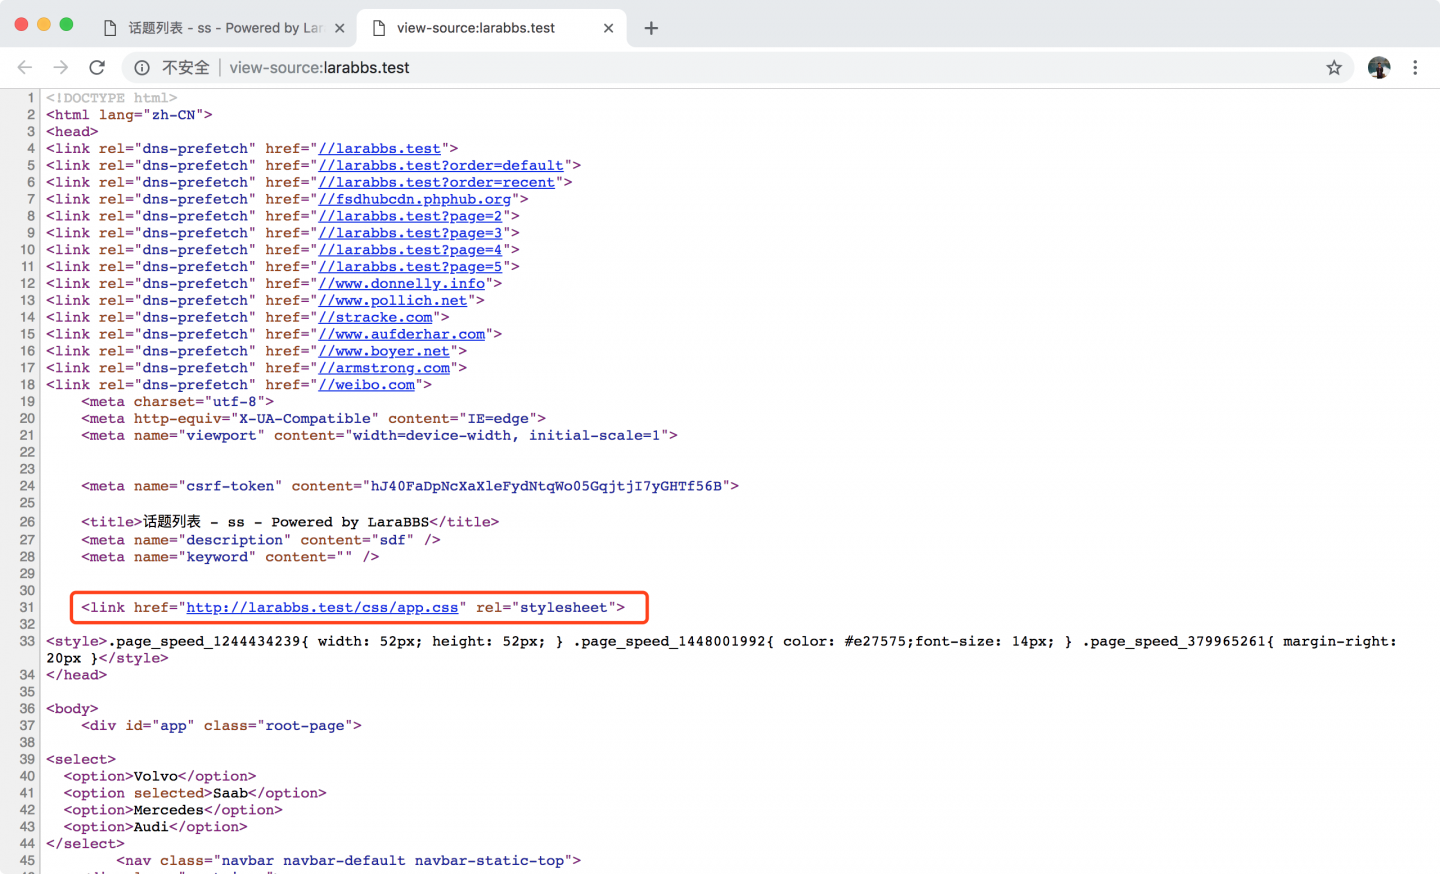 话题列表 - ss - Powered by Lar
view-source:larabbs.test
不安全 view-source:larabbs.test
1 <!DOCTYPE html>
2 <html lang="zh-CN">
3 <head>
4 <link rel="dns-prefetch" href="//larabbs.test">
5 <link rel="dns-prefetch" href="//larabbs.test?order=default">
6 <link rel="dns-prefetch" href="//larabbs.test?order=recent">
7 <link rel="dns-prefetch" href="//fsdhubcdn.phphub.org">
8 <link rel="dns-prefetch" href="//larabbs.test?page=2">
9 <link rel="dns-prefetch" href="//larabbs.test?page=3">
10 <link rel="dns-prefetch" href="//larabbs.test?page=4">
11 <link rel="dns-prefetch" href="//larabbs.test?page=5">
12 <link rel="dns-prefetch" href="//www.donnelly.info">
13 <link rel="dns-prefetch" href="//www.pollich.net">
14 <link rel="dns-prefetch" href="//stracke.com">
15 <link rel="dns-prefetch" href="//www.aufderhar.com">
16 <link rel="dns-prefetch" href="//www.boyer.net">
17 <link rel="dns-prefetch" href="//armstrong.com">
18 <link rel="dns-prefetch" href="//weibo.com">
19 <meta charset="utf-8">
20 <meta http-equiv="X-UA-Compatible" content="IE=edge">
21 <meta name="viewport" content="width=device-width, initial-scale=1">
22
23
24 <meta name="csrf-token" content="hJ40FaDpNcXaXleFydNtqWo05GqjtjI7yGHTf56B">
25
26 <title>话题列表 - ss - Powered by LaraBBS</title>
27 <meta name="description" content="sdf" />
28 <meta name="keyword" content="" />
29
30
31 <link href="http://larabbs.test/css/app.css" rel="stylesheet">
32
33 <style>.page_speed_1244434239{ width: 52px; height: 52px; } .page_speed_1448001992{ color: #e27575;font-size: 14px; } .page_speed_379965261{ margin-right:
20px }</style>
34 </head>
35
36 <body>
37 <div id="app" class="root-page">
38
39 <select>
40 <option>Volvo</option>
41 <option selected>Saab</option>
42 <option>Mercedes</option>
43 <option>Audi</option>
44 </select>
45 <nav class="navbar navbar-default navbar-static-top">